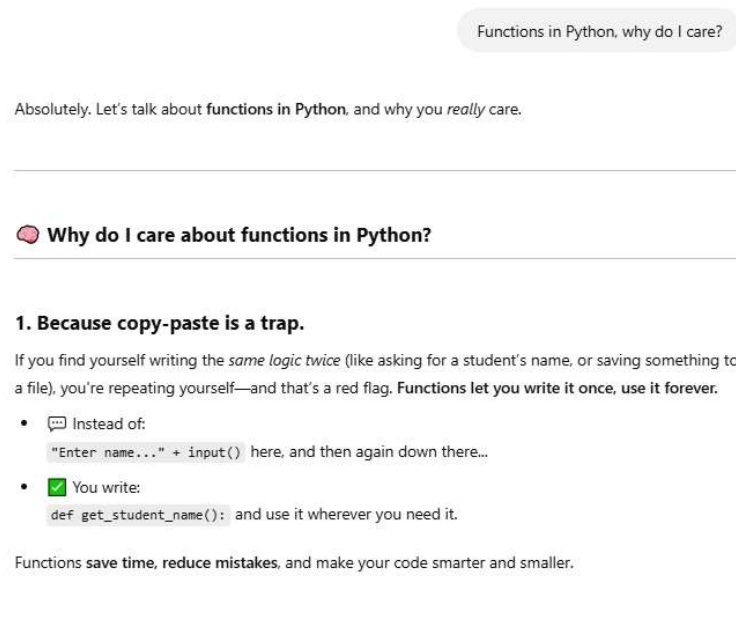 Functions in Python, why do I care?
Absolutely. Let's talk about functions in Python, and why you really care.
Why do I care about functions in Python?
1. Because copy-paste is a trap.
If you find yourself writing the same logic twice (like asking for a student's name, or saving something to
a file), you're repeating yourself—and that's a red flag. Functions let you write it once, use it forever.
Instead of:
"Enter name..." + input() here, and then again down there...
You write:
def get_student_name(): and use it wherever you need it.
Functions save time, reduce mistakes, and make your code smarter and smaller.